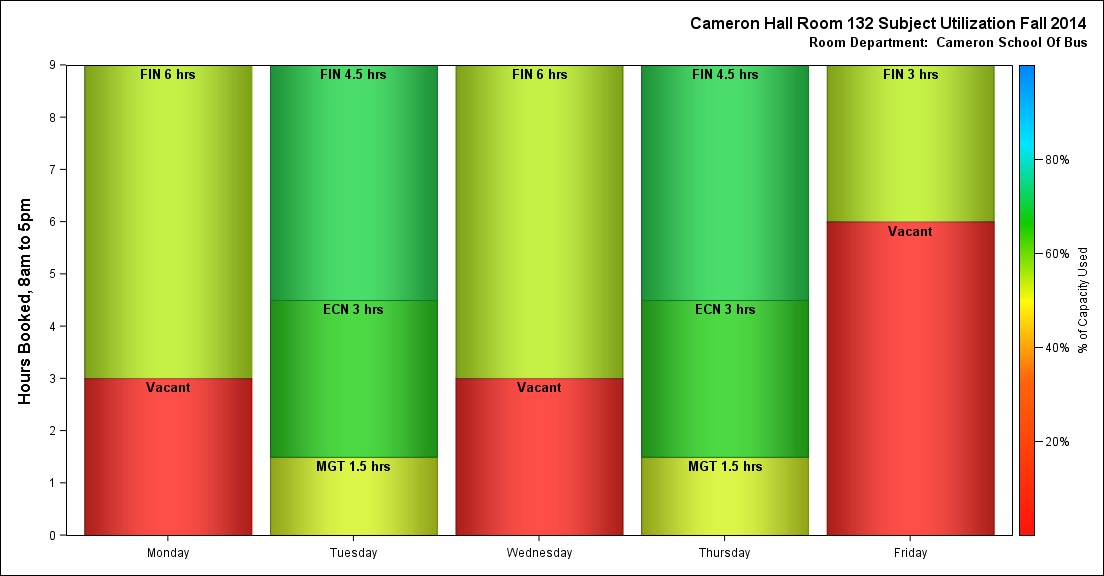 Cameron Hall Room 132 Subject Utilization Fall 2014
Room Department:  Cameron School Of Bus
Hours Booked, 8am to 5pm
9
8
7
6
5
4
3
2
1
0
FIN 6 hrs
Vacant
FIN 4.5 hrs
ECN 3 hrs
MGT 1.5 hrs
FIN 6 hrs
Vacant
FIN 4.5 hrs
ECN 3 hrs
MGT 1.5 hrs
FIN 3 hrs
Vacant
Monday
Tuesday
Wednesday
Thursday
Friday
80%
60%
40%
20%
% of Capacity Used